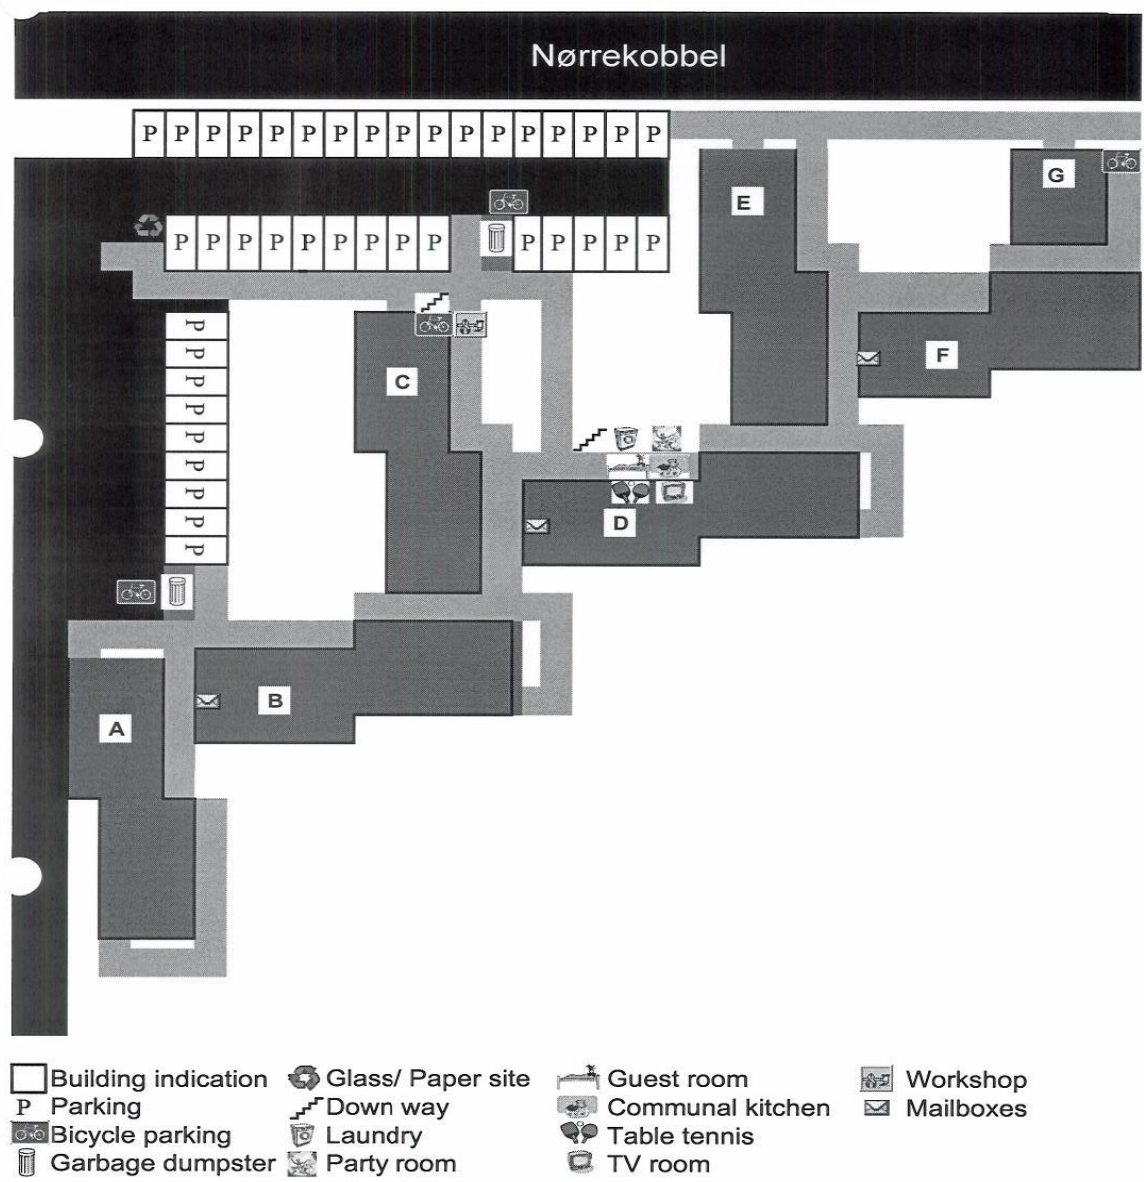 Nørrekobbel
P P P P P P P P P P P P P P P P P
E
G
P P P P P P P P P P P P P P
P
P
P
P
P
P
P
P
P
C
F
D
B
A
Building indication Glass/ Paper site Guest room Workshop
P Parking Down way Communal kitchen Mailboxes
Bicycle parking Laundry Table tennis
Garbage dumpster Party room TV room